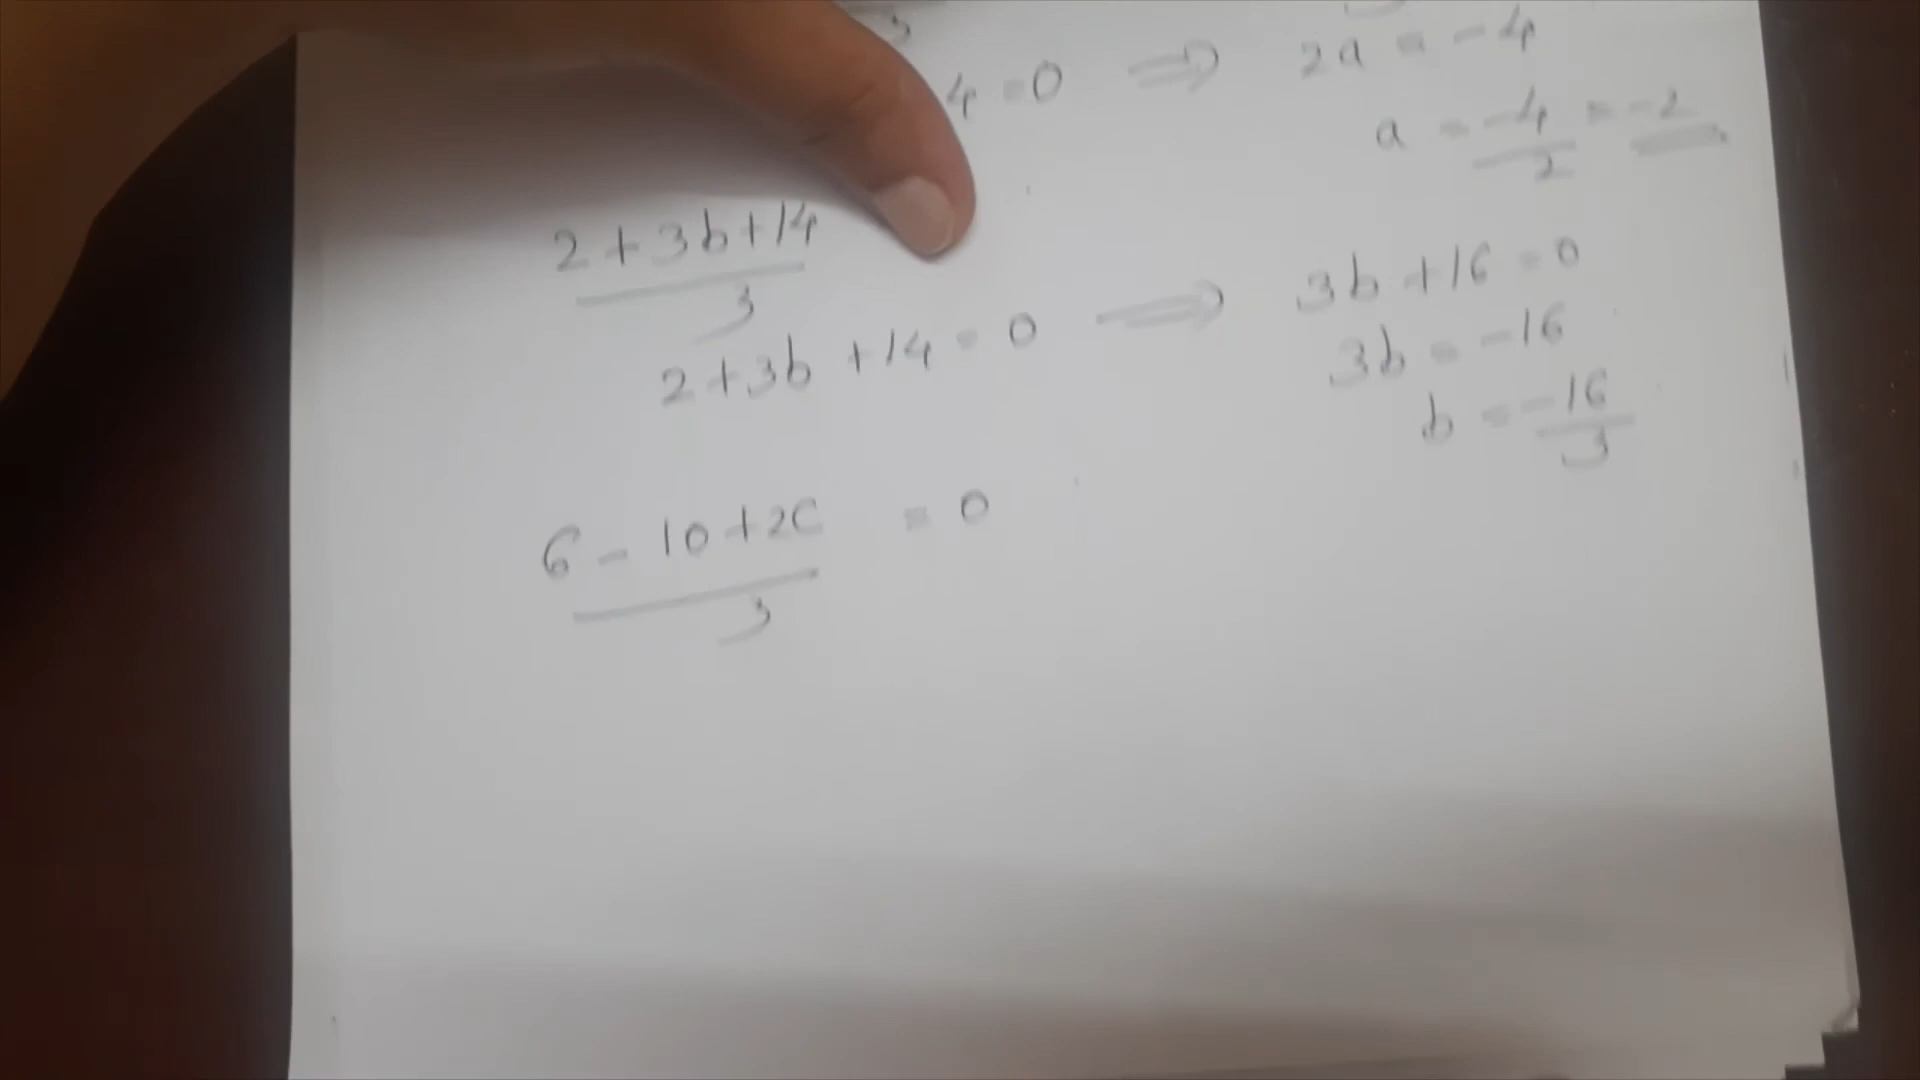 4 = 0 ⟹ 2a = -4
a = -4/2 = -2
2+3b+14
3
2+3b+14 = 0 ⟹ 3b+16 = 0
3b = -16
b = -16/3
6-10+2C = 0
3